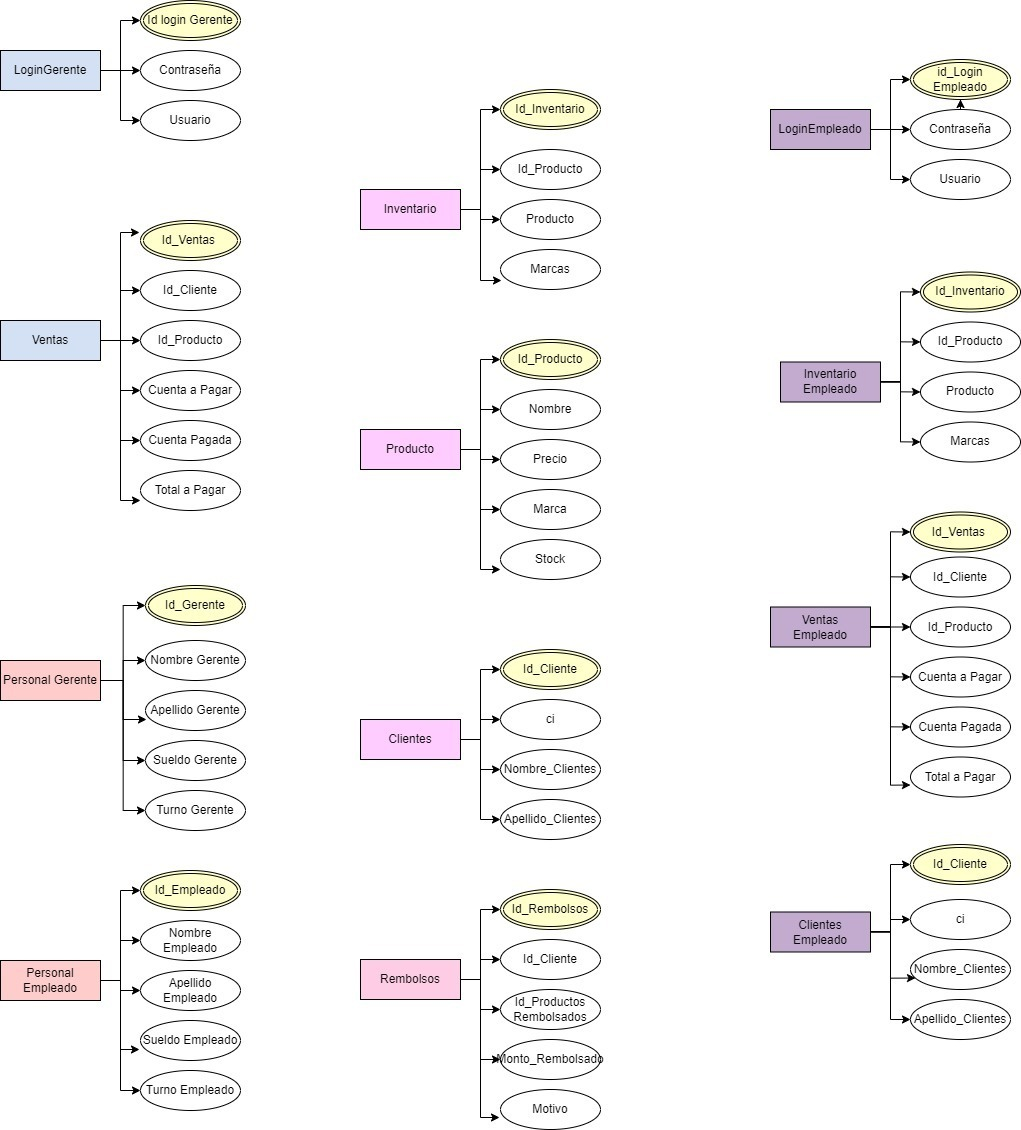 LoginGerente
Id login Gerente
Contraseña
Usuario
Ventas
Id_Ventas
Id_Cliente
Id_Producto
Cuenta a Pagar
Cuenta Pagada
Total a Pagar
Personal Gerente
Id_Gerente
Nombre Gerente
Apellido Gerente
Sueldo Gerente
Turno Gerente
Personal
Empleado
Id_Empleado
Nombre
Empleado
Apellido
Empleado
Sueldo Empleado
Turno Empleado
Inventario
Id_Inventario
Id_Producto
Producto
Marcas
Producto
Id_Producto
Nombre
Precio
Marca
Stock
Clientes
Id_Cliente
ci
Nombre_Clientes
Apellido_Clientes
Rembolsos
Id_Rembolsos
Id_Cliente
Id_Productos
Rembolsados
Monto_Rembolsado
Motivo
LoginEmpleado
id_Login
Empleado
Contraseña
Usuario
Inventario
Empleado
Id_Inventario
Id_Producto
Producto
Marcas
Ventas
Empleado
Id_Ventas
Id_Cliente
Id_Producto
Cuenta a Pagar
Cuenta Pagada
Total a Pagar
Clientes
Empleado
Id_Cliente
ci
Nombre_Clientes
Apellido_Clientes